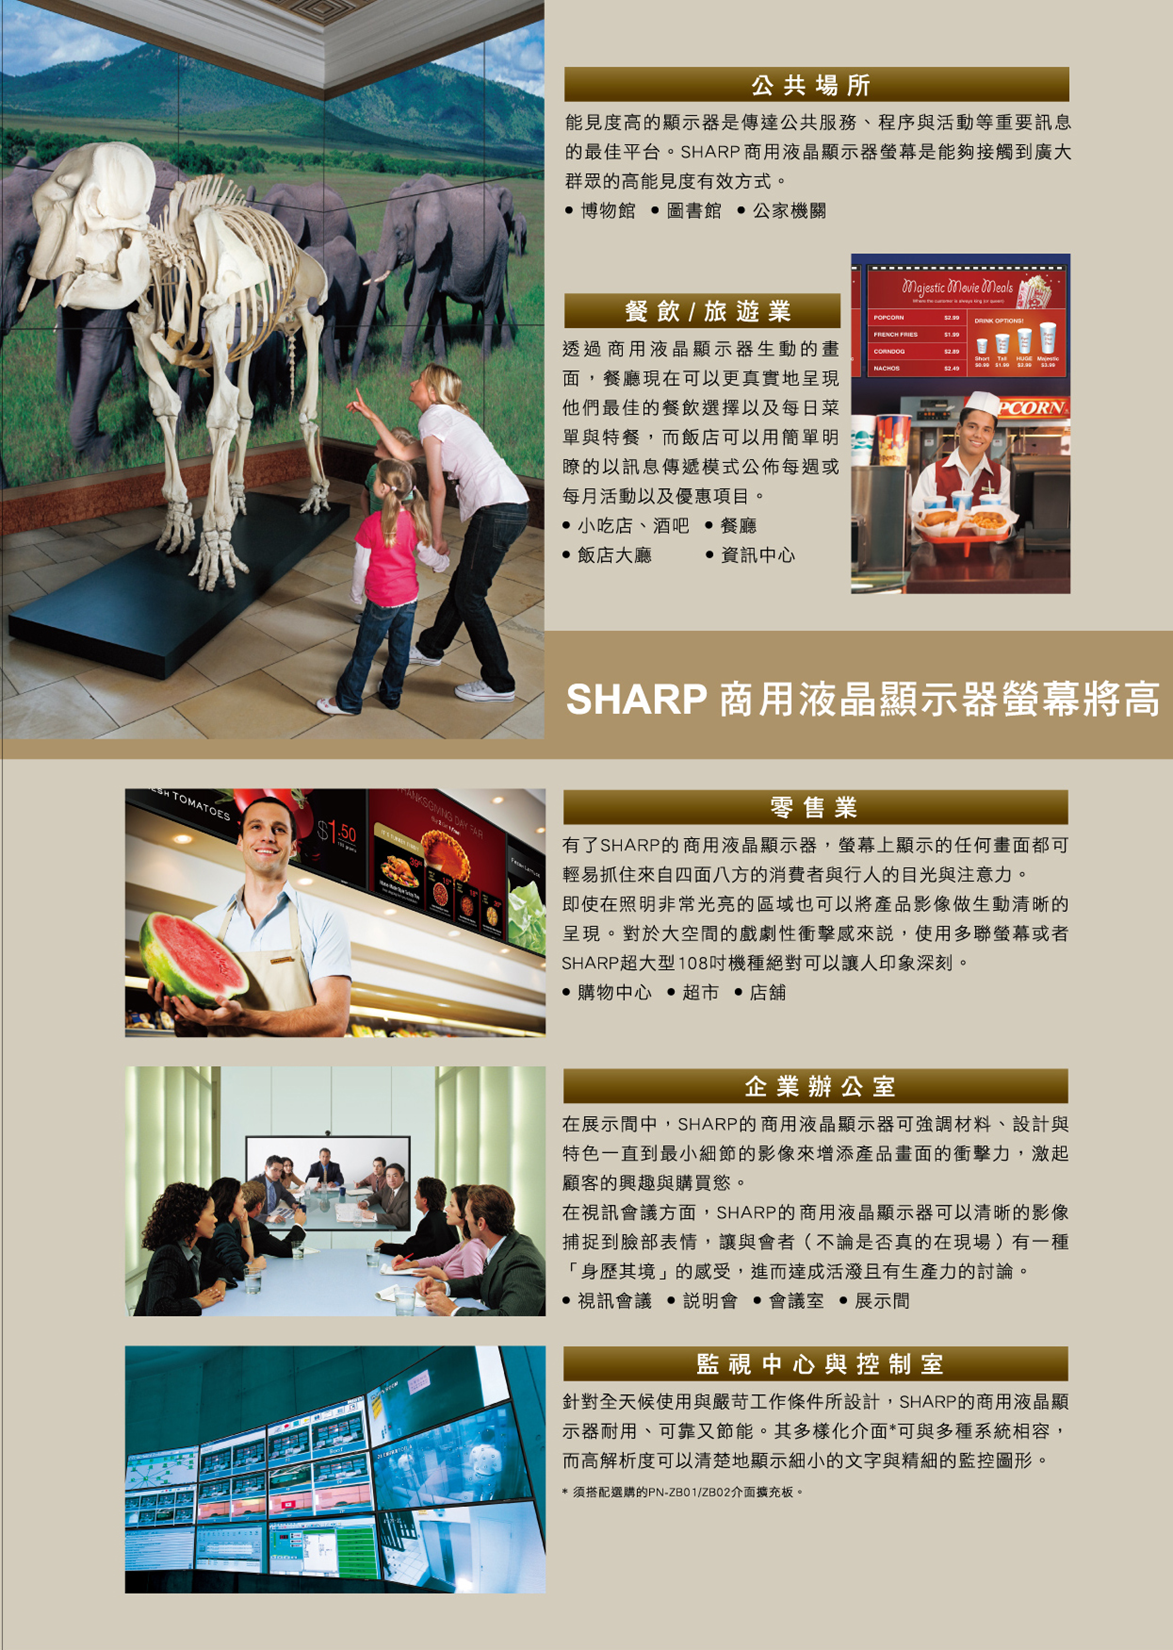 公共場所
能見度高的顯示器是傳達公共服務、程序與活動等重要訊息
的最佳平台。SHARP 商用液晶顯示器螢幕是能夠接觸到廣大
群眾的高能見度有效方式。
• 博物館 • 圖書館 • 公家機關
餐飲/旅遊業
透過商用液晶顯示器生動的畫
面，餐廳現在可以更真實地呈現
他們最佳的餐飲選擇以及每日菜
單與特餐，而飯店可以用簡單明
瞭的以訊息傳遞模式公佈每週或
每月活動以及優惠項目。
• 小吃店、酒吧 • 餐廳
• 飯店大廳 • 資訊中心
Majestic Movie Meals
Where the customer is always king (or queen)
POPCORN $2.99
FRENCH FRIES $1.99
CORNDOG $2.89
NACHOS $2.49
DRINK OPTIONS!
Short Tall HUGE Majestic
$0.99 $1.99 $2.99 $3.99
PCORN
SHARP 商用液晶顯示器螢幕將高
ESH TOMATOES
$1.50
THANKSGIVING DAY FAIR
零售業
有了SHARP的商用液晶顯示器，螢幕上顯示的任何畫面都可
輕易抓住來自四面八方的消費者與行人的目光與注意力。
即使在照明非常光亮的區域也可以將產品影像做生動清晰的
呈現。對於大空間的戲劇性衝擊感來説，使用多聯螢幕或者
SHARP超大型108吋機種絕對可以讓人印象深刻。
• 購物中心 • 超市 • 店舖
企業辦公室
在展示間中，SHARP的商用液晶顯示器可強調材料、設計與
特色一直到最小細節的影像來增添產品畫面的衝擊力，激起
顧客的興趣與購買慾。
在視訊會議方面，SHARP的商用液晶顯示器可以清晰的影像
捕捉到臉部表情，讓與會者（不論是否真的在現場）有一種
「身歷其境」的感受，進而達成活潑且有生產力的討論。
• 視訊會議 • 説明會 • 會議室 • 展示間
監視中心與控制室
針對全天候使用與嚴苛工作條件所設計，SHARP的商用液晶顯
示器耐用、可靠又節能。其多樣化介面*可與多種系統相容，
而高解析度可以清楚地顯示細小的文字與精細的監控圖形。
* 須搭配選購的PN-ZB01/ZB02介面擴充板。